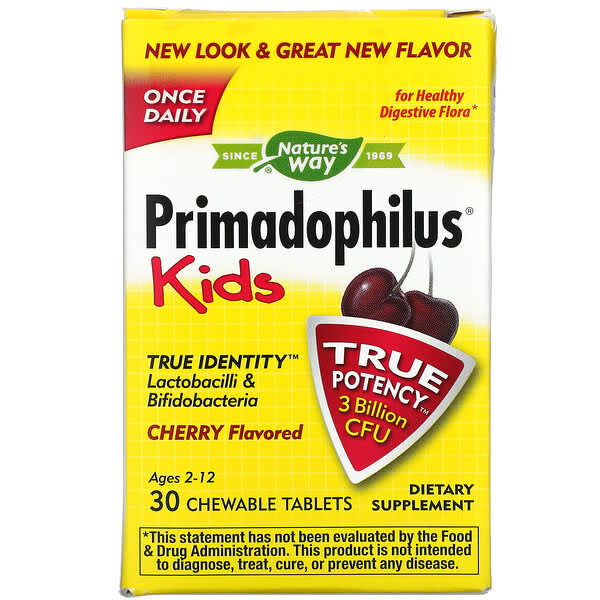 NEW LOOK & GREAT NEW FLAVOR
ONCE
DAILY
for Healthy
Digestive Flora*
SINCE
Nature's
Way®
1969
Primadophilus®
Kids
TRUE IDENTITY™
Lactobacilli &
Bifidobacteria
CHERRY Flavored
TRUE
POTENCY™
3 Billion
CFU
Ages 2-12
30 CHEWABLE TABLETS
DIETARY
SUPPLEMENT
*This statement has not been evaluated by the Food
& Drug Administration. This product is not intended
to diagnose, treat, cure, or prevent any disease.